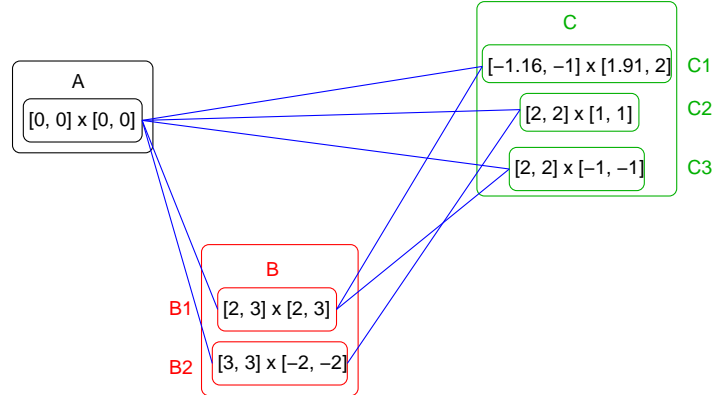 C
[−1.16, −1] x [1.91, 2] C1
A
[0, 0] x [0, 0]
[2, 2] x [1, 1] C2
[2, 2] x [−1, −1] C3
B
B1 [2, 3] x [2, 3]
B2 [3, 3] x [−2, −2]